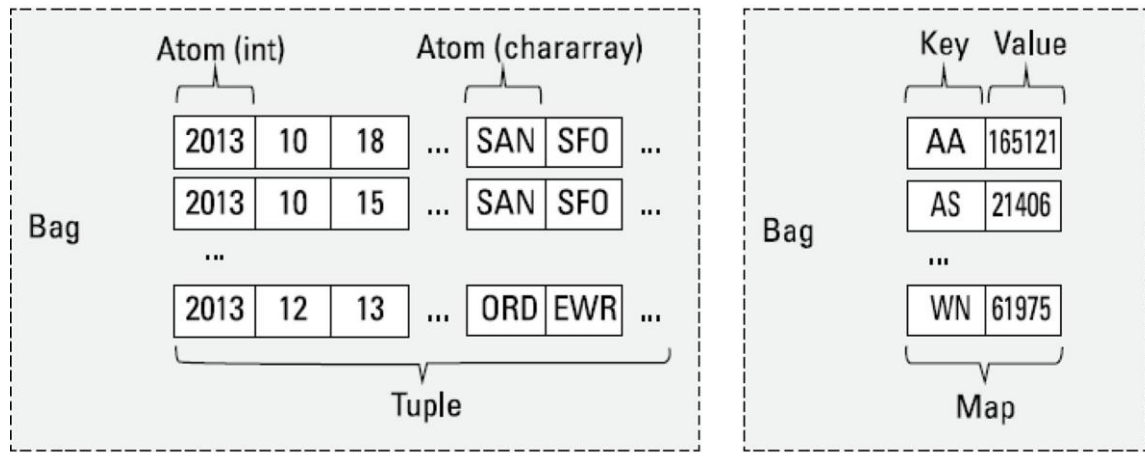 Atom (int) Atom (chararray)
2013 10 18 ... SAN SFO ...
2013 10 15 ... SAN SFO ...
Bag
...
2013 12 13 ... ORD EWR ...
Tuple
Key Value
AA 165121
AS 21406
Bag
...
WN 61975
Map